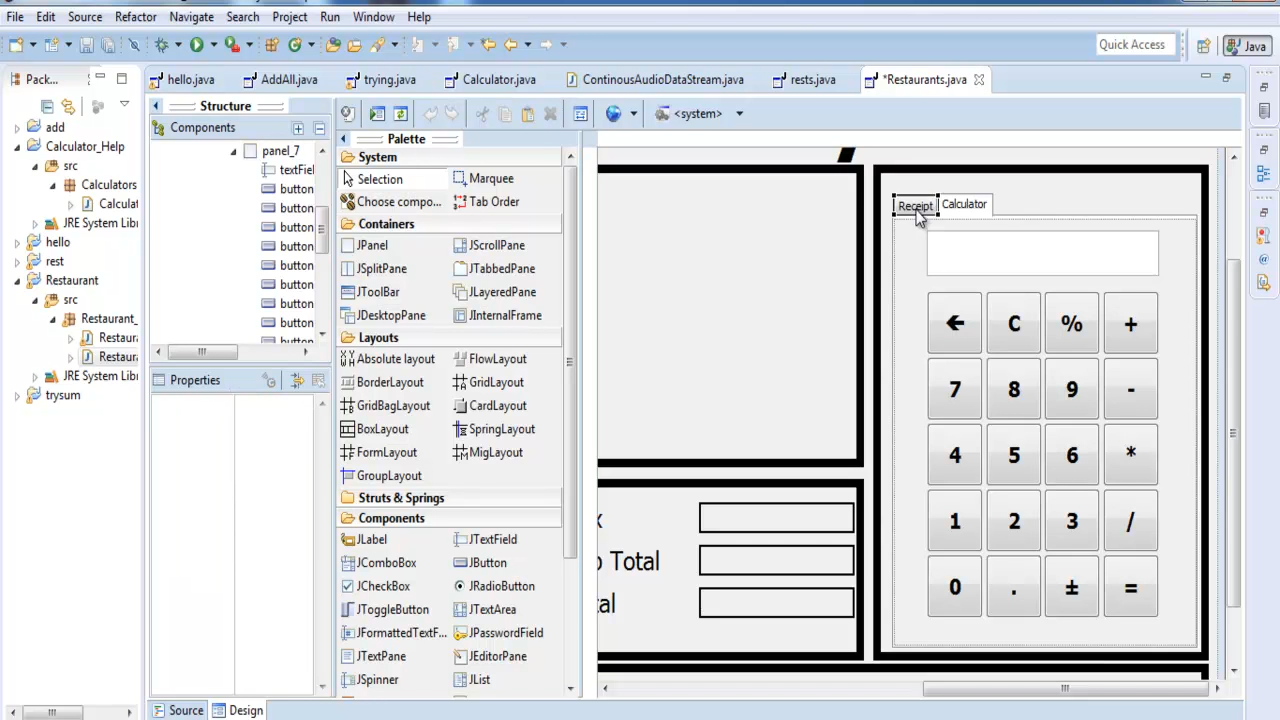 File Edit Source Refactor Navigate Search Project Run Window Help
Quick Access
Java
Pack...
hello.java
AddAll.java
trying.java
Calculator.java
ContinousAudioDataStream.java
rests.java
*Restaurants.java
add
Calculator_Help
src
Calculators
Calculat
JRE System Lib
hello
rest
Restaurant
src
Restaurant_
Restaur
Restaura
JRE System Lib
trysum
Structure
Components
panel_7
textFiel
button
button
button
button
button
button
button
button
button
Properties
<system>
Palette
System
Selection Marquee
Choose compo... Tab Order
Containers
JPanel JScrollPane
JSplitPane JTabbedPane
JToolBar JLayeredPane
JDesktopPane JInternalFrame
Layouts
Absolute layout FlowLayout
BorderLayout GridLayout
GridBagLayout CardLayout
BoxLayout SpringLayout
FormLayout MigLayout
GroupLayout
Struts & Springs
Components
JLabel JTextField
JComboBox JButton
JCheckBox JRadioButton
JToggleButton JTextArea
JFormattedTextF... JPasswordField
JTextPane JEditorPane
JSpinner JList
x
Total
tal
Receipt Calculator
🡰 C % +
7 8 9 -
4 5 6 *
1 2 3 /
0 . ± =
Source Design